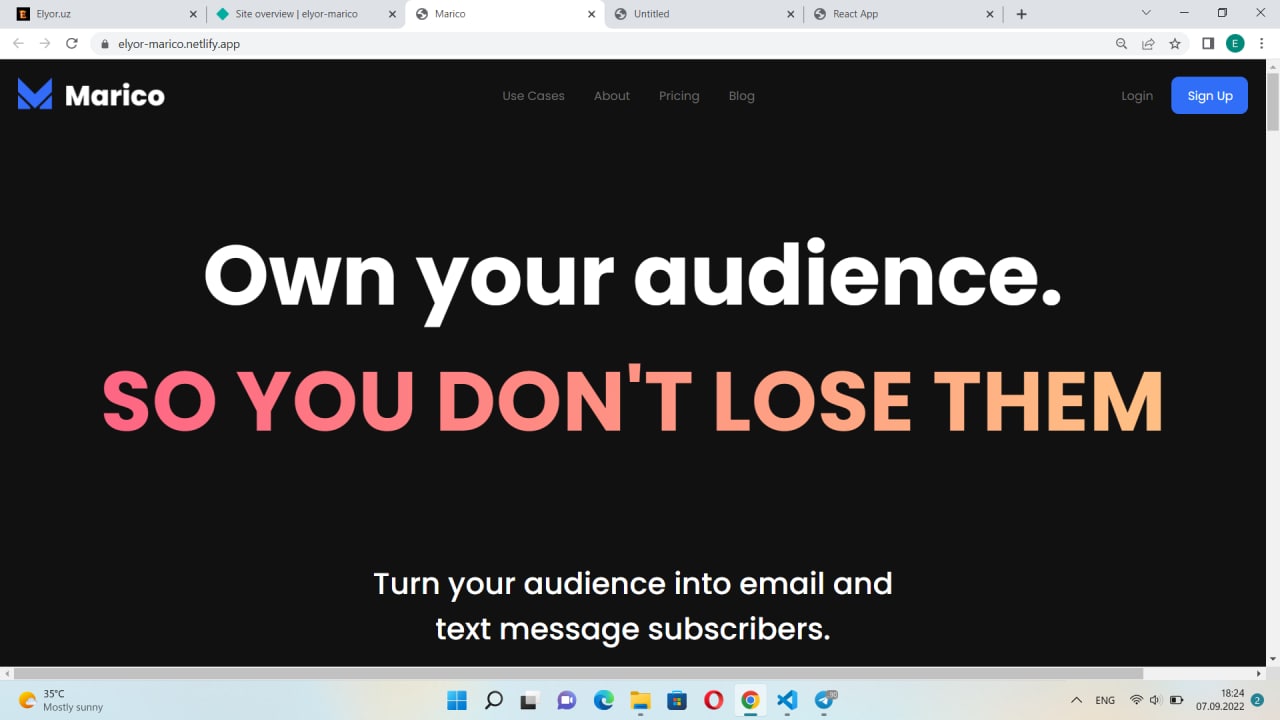 Elyor.uz
Site overview | elyor-marico
Marico
Untitled
React App
elyor-marico.netlify.app
E
Marico
Use Cases
About
Pricing
Blog
Login
Sign Up
Own your audience.
SO YOU DON'T LOSE THEM
Turn your audience into email and
text message subscribers.
35°C
Mostly sunny
ENG
18:24
07.09.2022
2